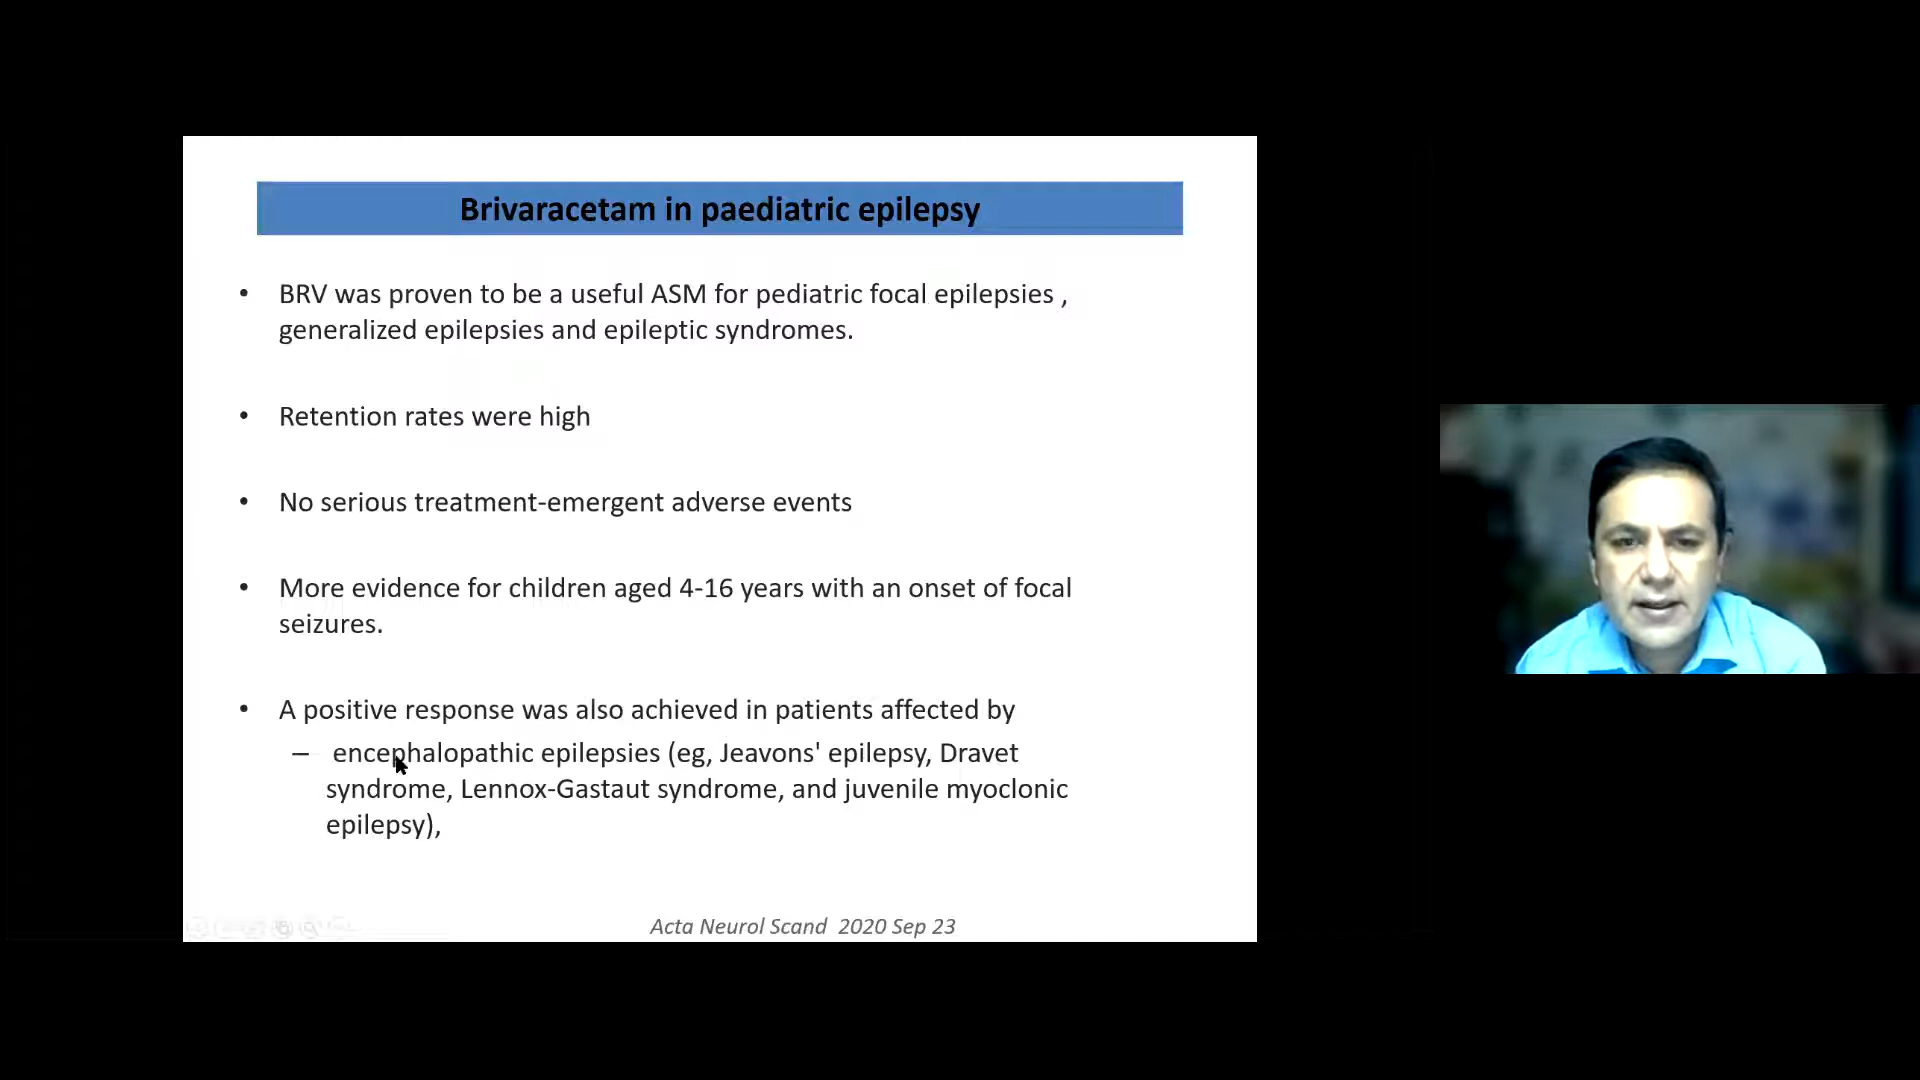 Brivaracetam in paediatric epilepsy
• BRV was proven to be a useful ASM for pediatric focal epilepsies ,
generalized epilepsies and epileptic syndromes.
• Retention rates were high
• No serious treatment-emergent adverse events
• More evidence for children aged 4-16 years with an onset of focal
seizures.
• A positive response was also achieved in patients affected by
– encephalopathic epilepsies (eg, Jeavons' epilepsy, Dravet
syndrome, Lennox-Gastaut syndrome, and juvenile myoclonic
epilepsy),
Acta Neurol Scand 2020 Sep 23